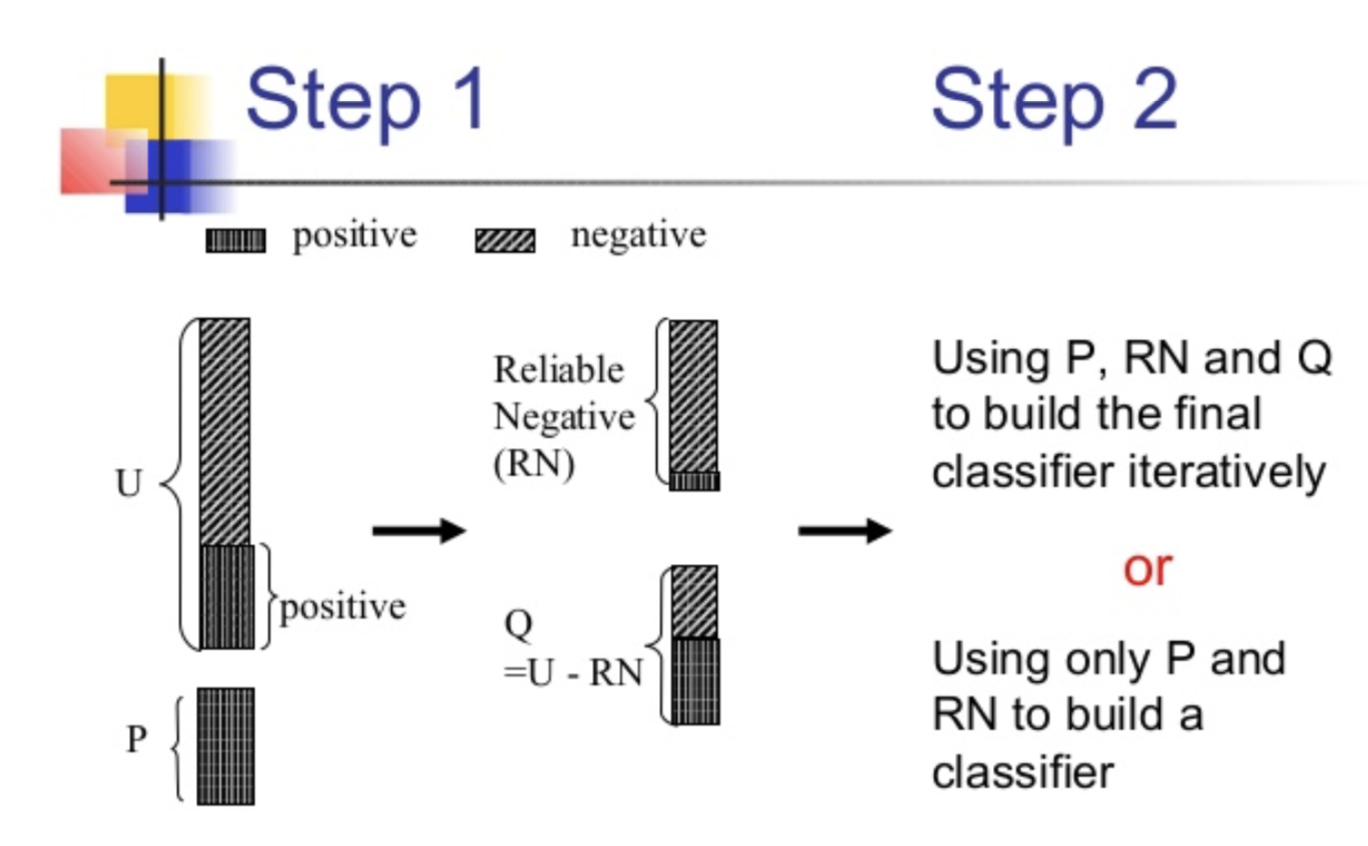 Step 1
Step 2
positive
negative
U
positive
P
Reliable
Negative
(RN)
Q
=U - RN
Using P, RN and Q
to build the final
classifier iteratively
or
Using only P and
RN to build a
classifier